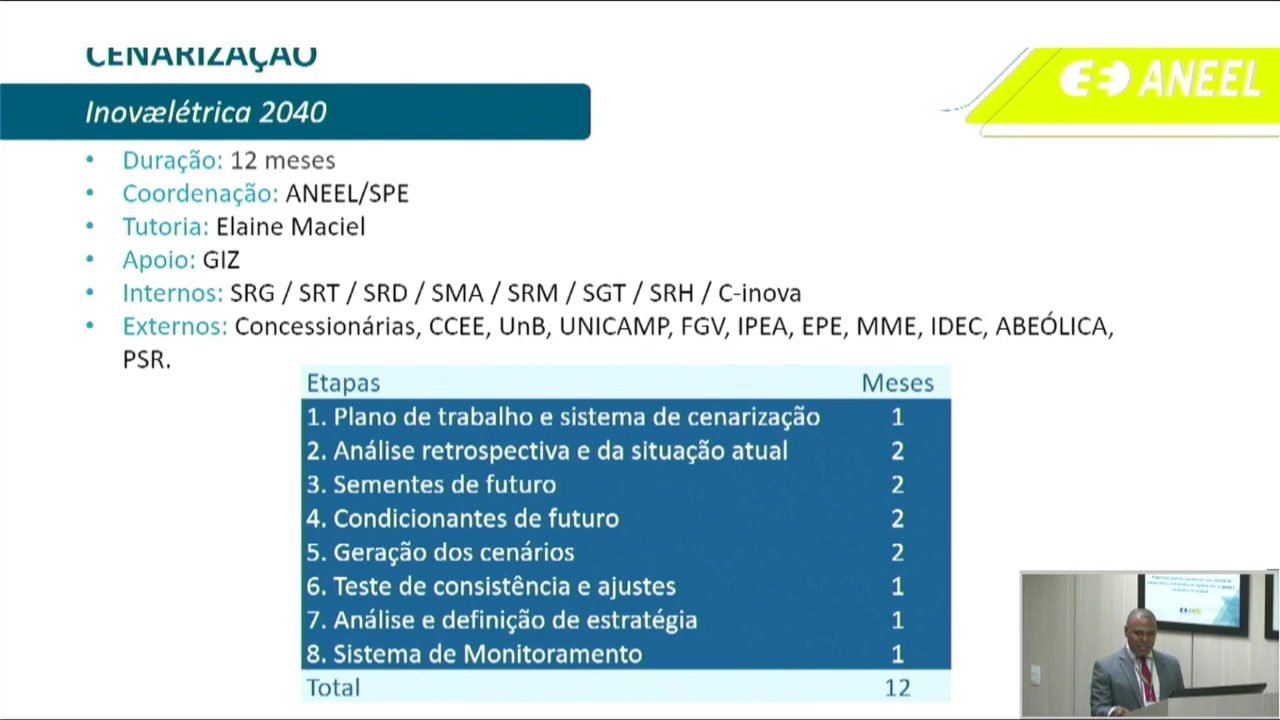 CENARIZAÇÃO
ANEEL
Inovælétrica 2040
• Duração: 12 meses
• Coordenação: ANEEL/SPE
• Tutoria: Elaine Maciel
• Apoio: GIZ
• Internos: SRG / SRT / SRD / SMA / SRM / SGT / SRH / C-inova
• Externos: Concessionárias, CCEE, UnB, UNICAMP, FGV, IPEA, EPE, MME, IDEC, ABEÓLICA,
PSR.
Etapas Meses
1. Plano de trabalho e sistema de cenarização 1
2. Análise retrospectiva e da situação atual 2
3. Sementes de futuro 2
4. Condicionantes de futuro 2
5. Geração dos cenários 2
6. Teste de consistência e ajustes 1
7. Análise e definição de estratégia 1
8. Sistema de Monitoramento 1
Total 12